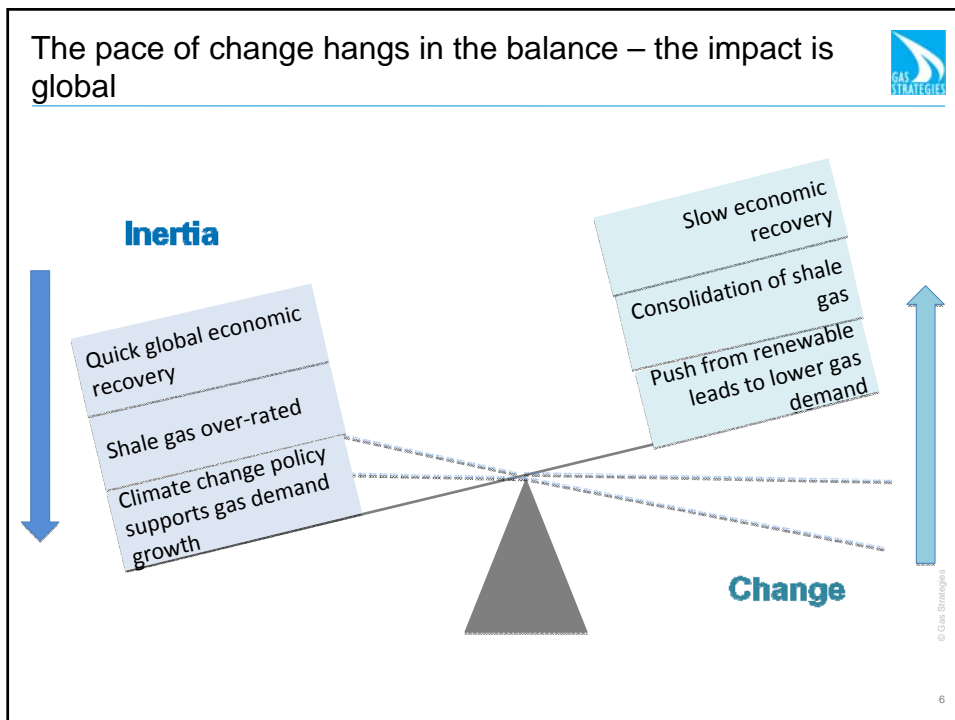 The pace of change hangs in the balance – the impact is
global
GAS
STRATEGIES
Inertia
Quick global economic
recovery
Shale gas over-rated
Climate change policy
supports gas demand
growth
Slow economic
recovery
Consolidation of shale
gas
Push from renewable
leads to lower gas
demand
Change
© Gas Strategies
6